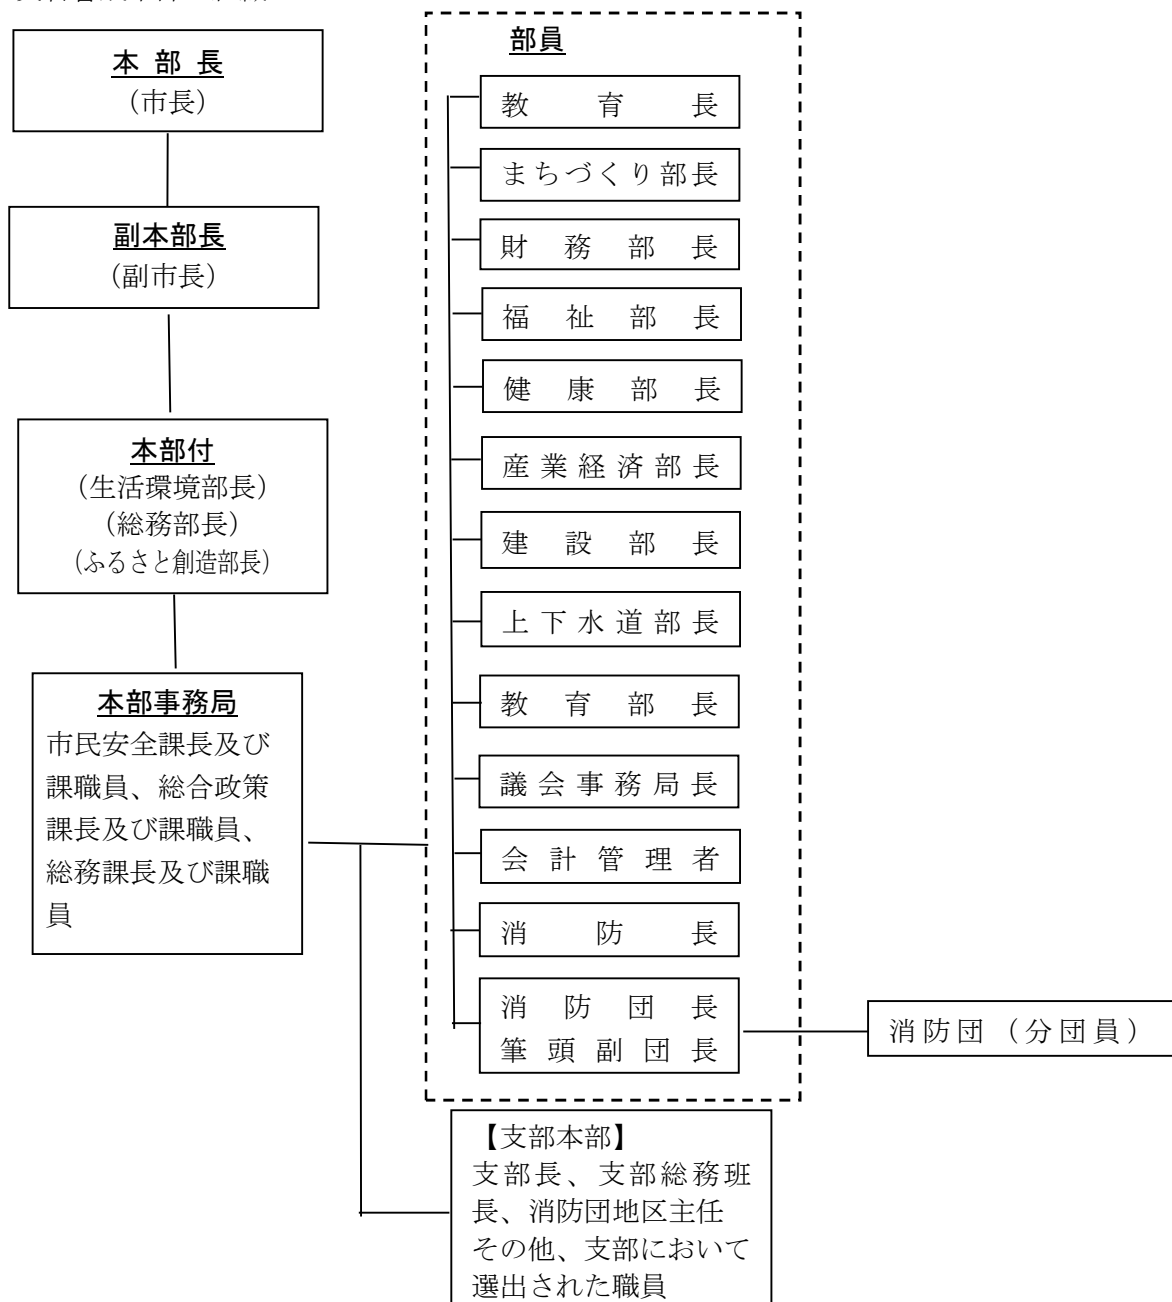 本 部 長
（市長）
副本部長
（副市長）
本部付
（生活環境部長）
（総務部長）
（ふるさと創造部長）
本部事務局
市民安全課長及び
課職員、総合政策
課長及び課職員、
総務課長及び課職
員
部員
教育長
まちづくり部長
財務部長
福祉部長
健康部長
産業経済部長
建設部長
上下水道部長
教育部長
議会事務局長
会計管理者
消防長
消防団長
筆頭副団長
消防団（分団員）
【支部本部】
支部長、支部総務班
長、消防団地区主任
その他、支部において
選出された職員